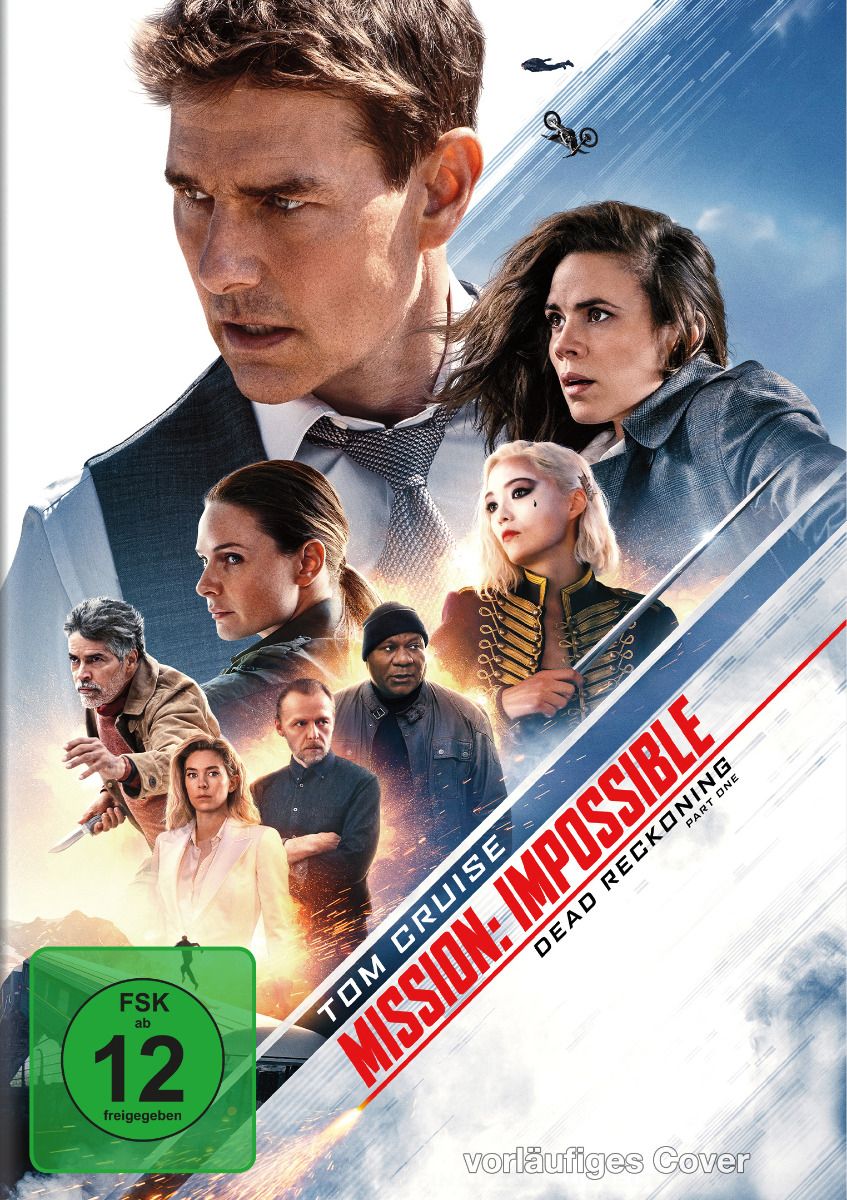 TOM CRUISE
MISSION: IMPOSSIBLE
DEAD RECKONING
PART ONE
FSK
ab
12
freigegeben
vorläufiges Cover